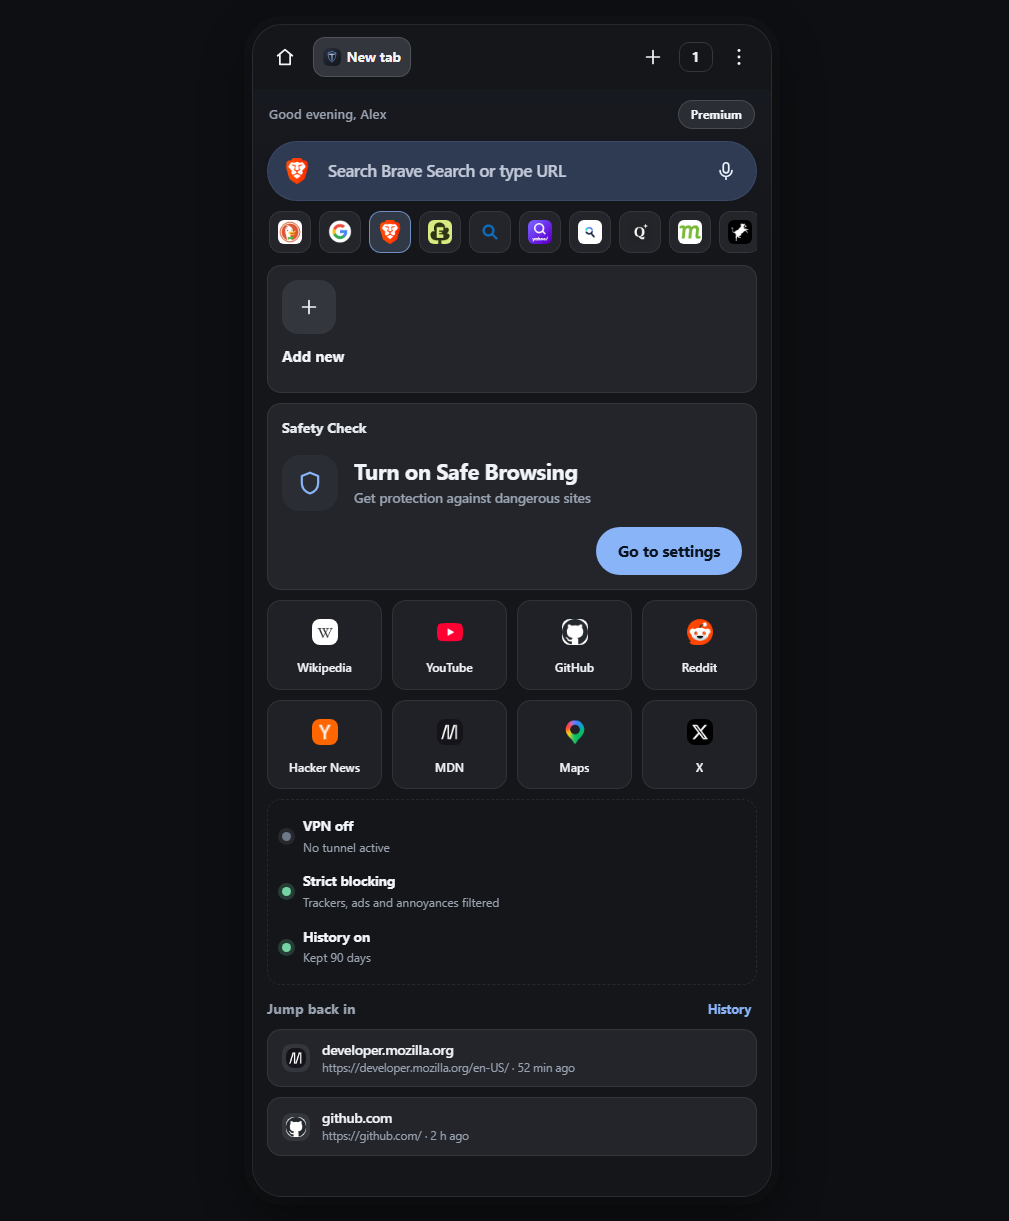 New tab
1
Good evening, Alex
Premium
Search Brave Search or type URL
Add new
Safety Check
Turn on Safe Browsing
Get protection against dangerous sites
Go to settings
Wikipedia
YouTube
GitHub
Reddit
Hacker News
MDN
Maps
X
VPN off
No tunnel active
Strict blocking
Trackers, ads and annoyances filtered
History on
Kept 90 days
Jump back in
History
developer.mozilla.org
https://developer.mozilla.org/en-US/ · 52 min ago
github.com
https://github.com/ · 2 h ago